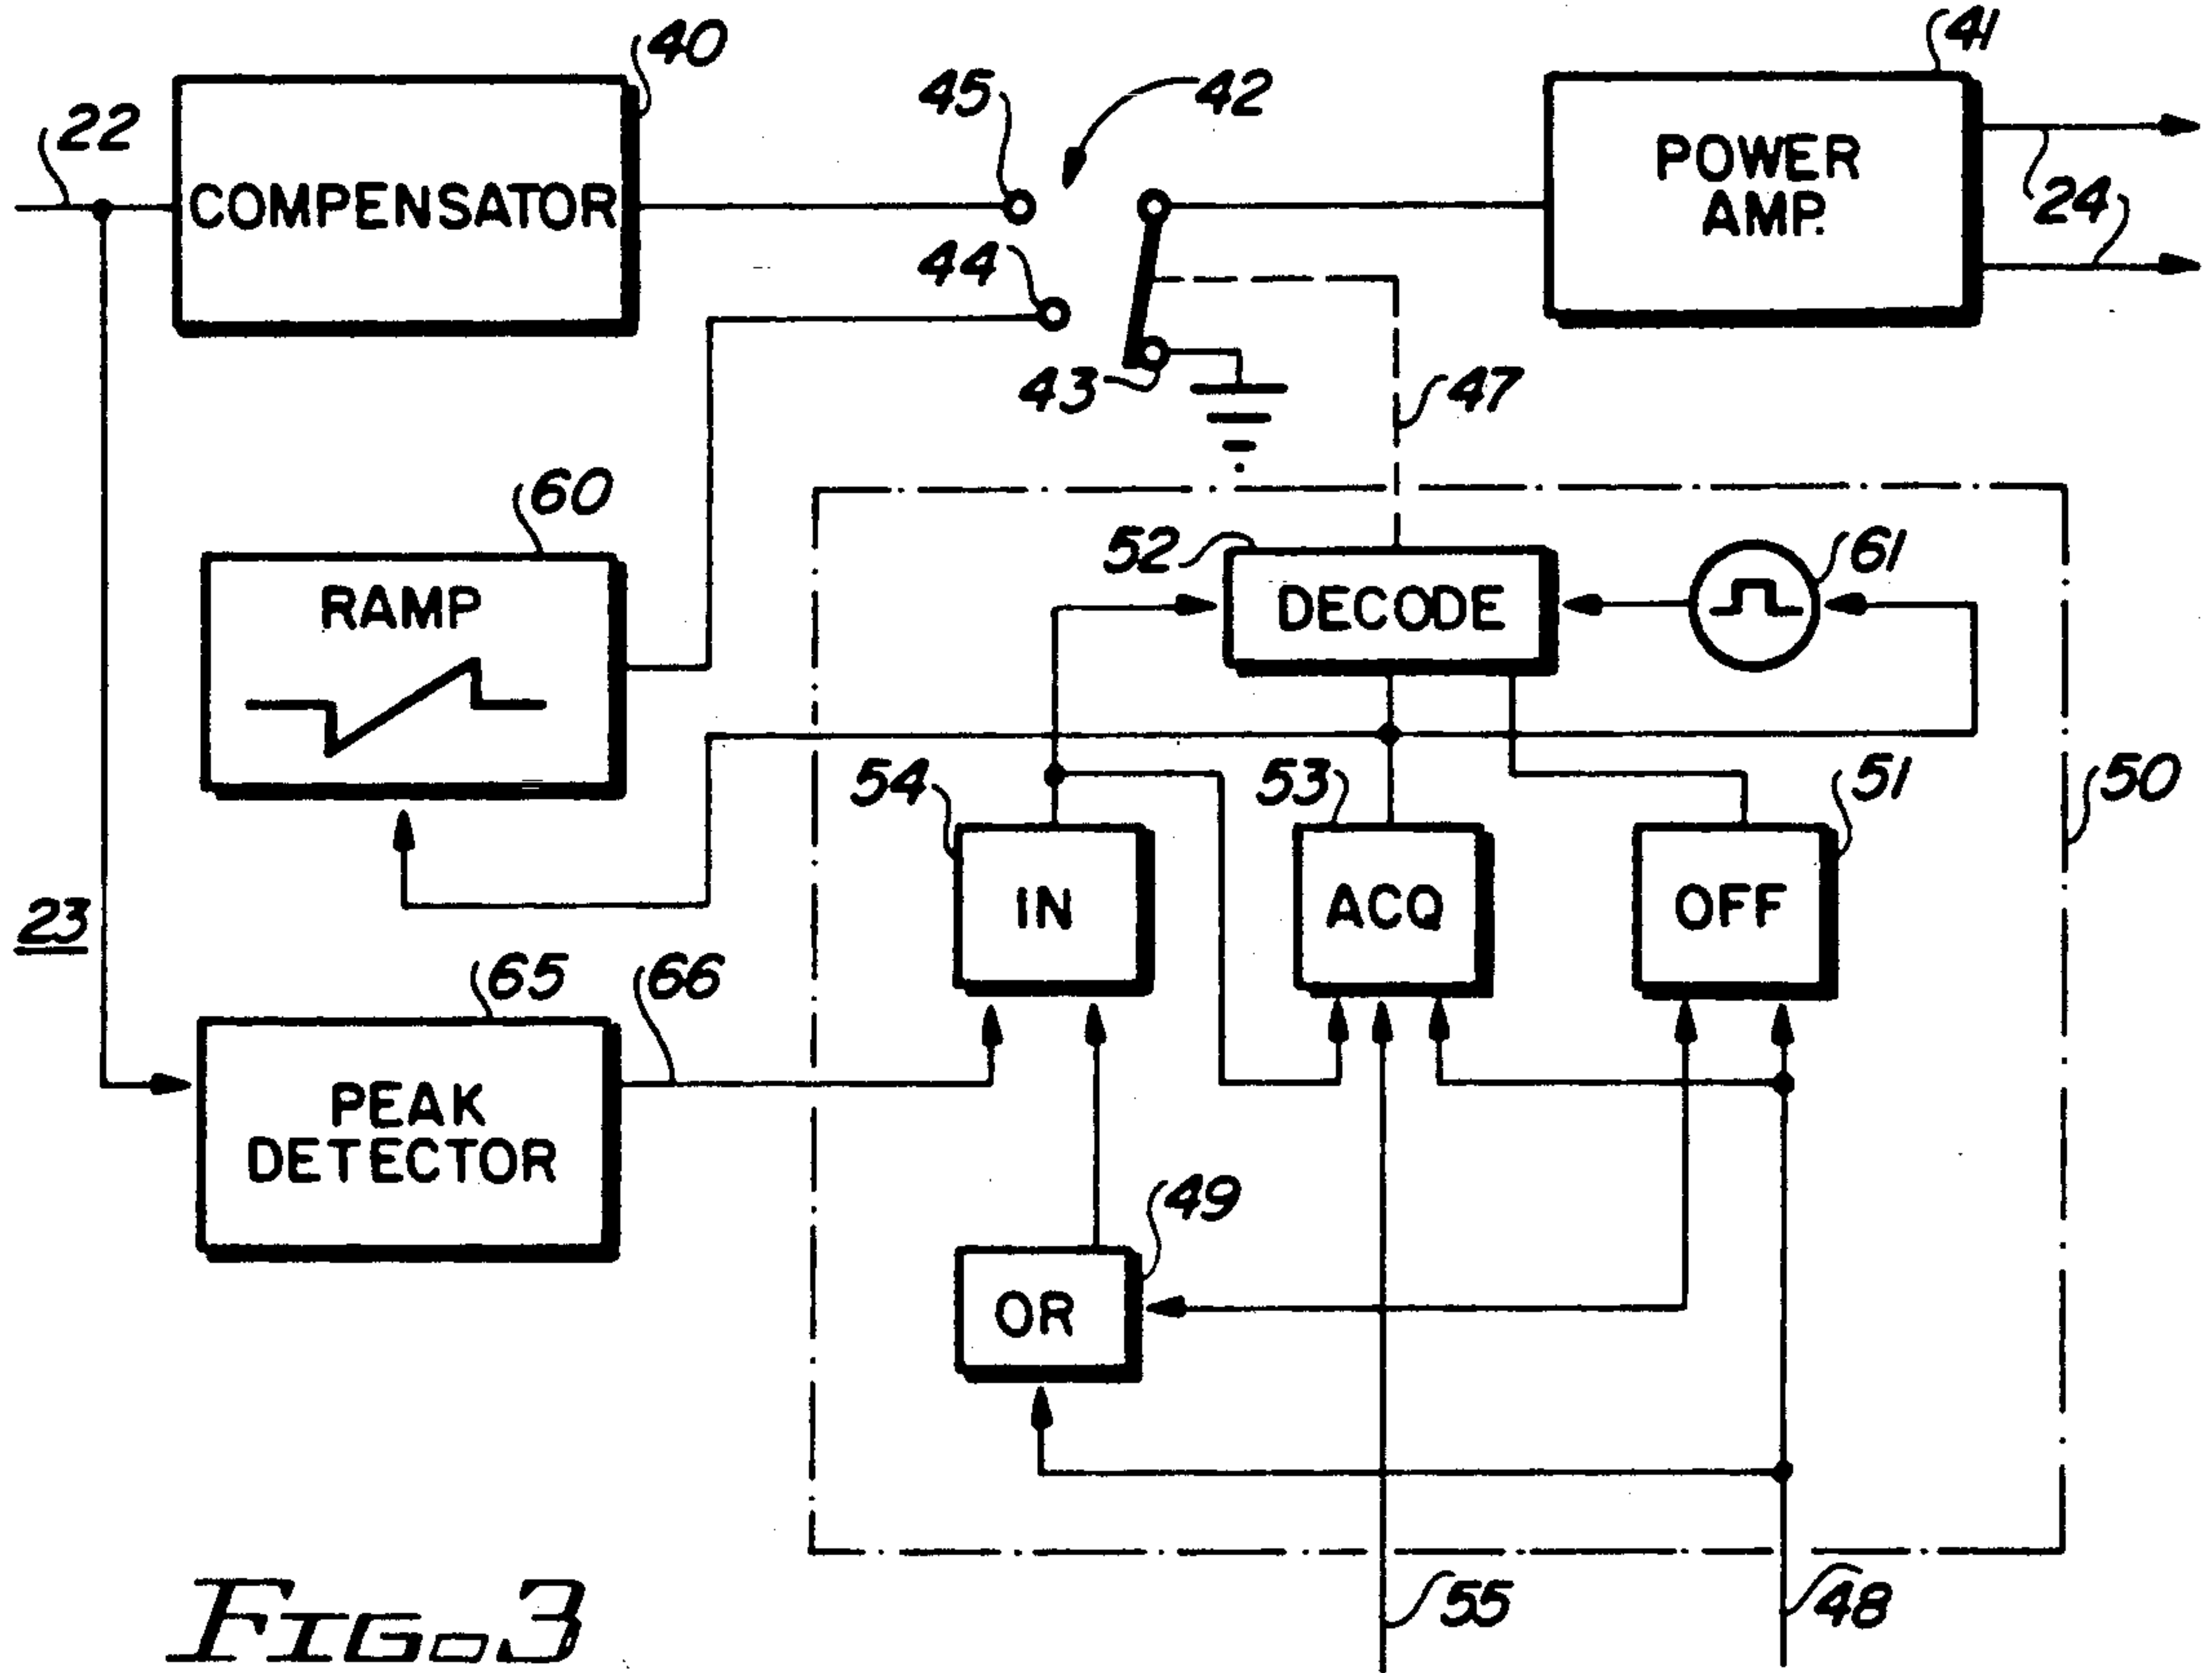 40
41
45
42
22
COMPENSATOR
POWER
AMP.
24
44
43
47
60
52
61
RAMP
DECODE
54
53
51
50
IN
ACQ
OFF
23
65
66
PEAK
DETECTOR
49
OR
55
48
FIG. 3